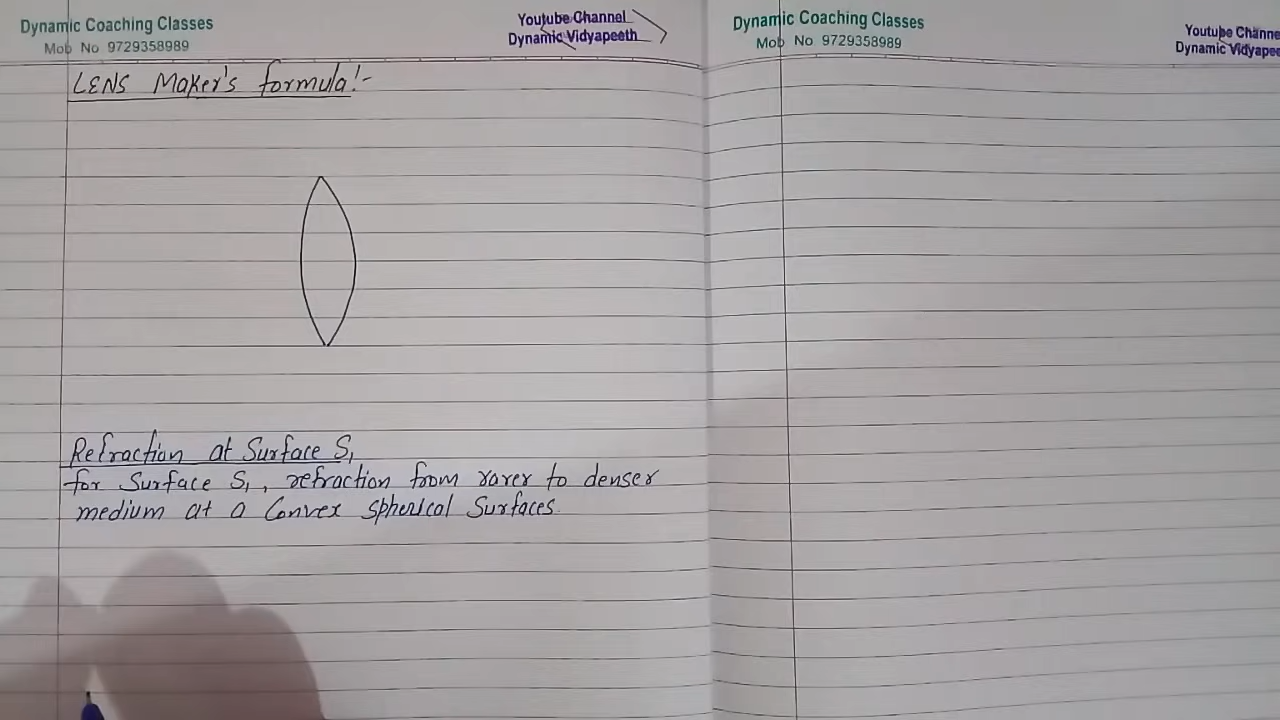 Dynamic Coaching Classes
Mob No 9729358989
Youtube Channel
Dynamic Vidyapeeth
LENS Maker's formula!-
Refraction at Surface S1
for Surface S1, refraction from rarer to denser
medium at a Convex Spherical Surfaces.
Dynamic Coaching Classes
Mob No 9729358989
Youtube Channe
Dynamic Vidyapee